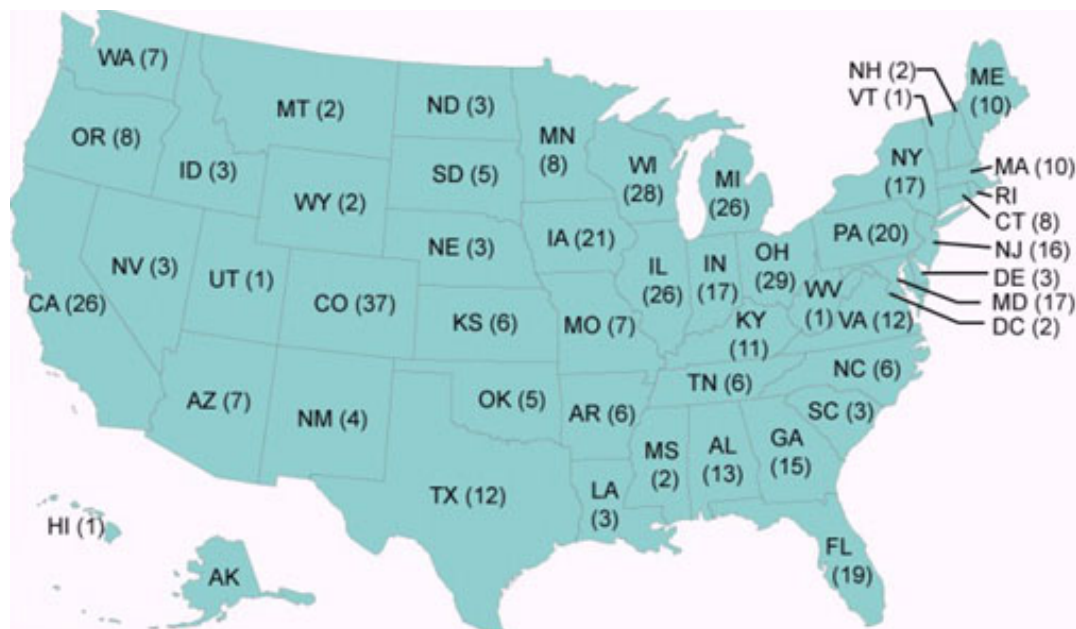 WA (7)
MT (2)
ND (3)
MN
(8)
NH (2)
VT (1)
ME
(10)
OR (8)
ID (3)
WY (2)
SD (5)
WI
(28)
MI
(26)
NY
(17)
MA (10)
RI
CT (8)
NJ (16)
DE (3)
MD (17)
DC (2)
NV (3)
UT (1)
CO (37)
NE (3)
IA (21)
IL
(26)
IN
(17)
OH
(29)
PA (20)
WV
(1)
VA (12)
CA (26)
KS (6)
MO (7)
KY
(11)
AZ (7)
NM (4)
OK (5)
AR (6)
TN (6)
NC (6)
SC (3)
MS
(2)
AL
(13)
GA
(15)
TX (12)
LA
(3)
FL
(19)
HI (1)
AK